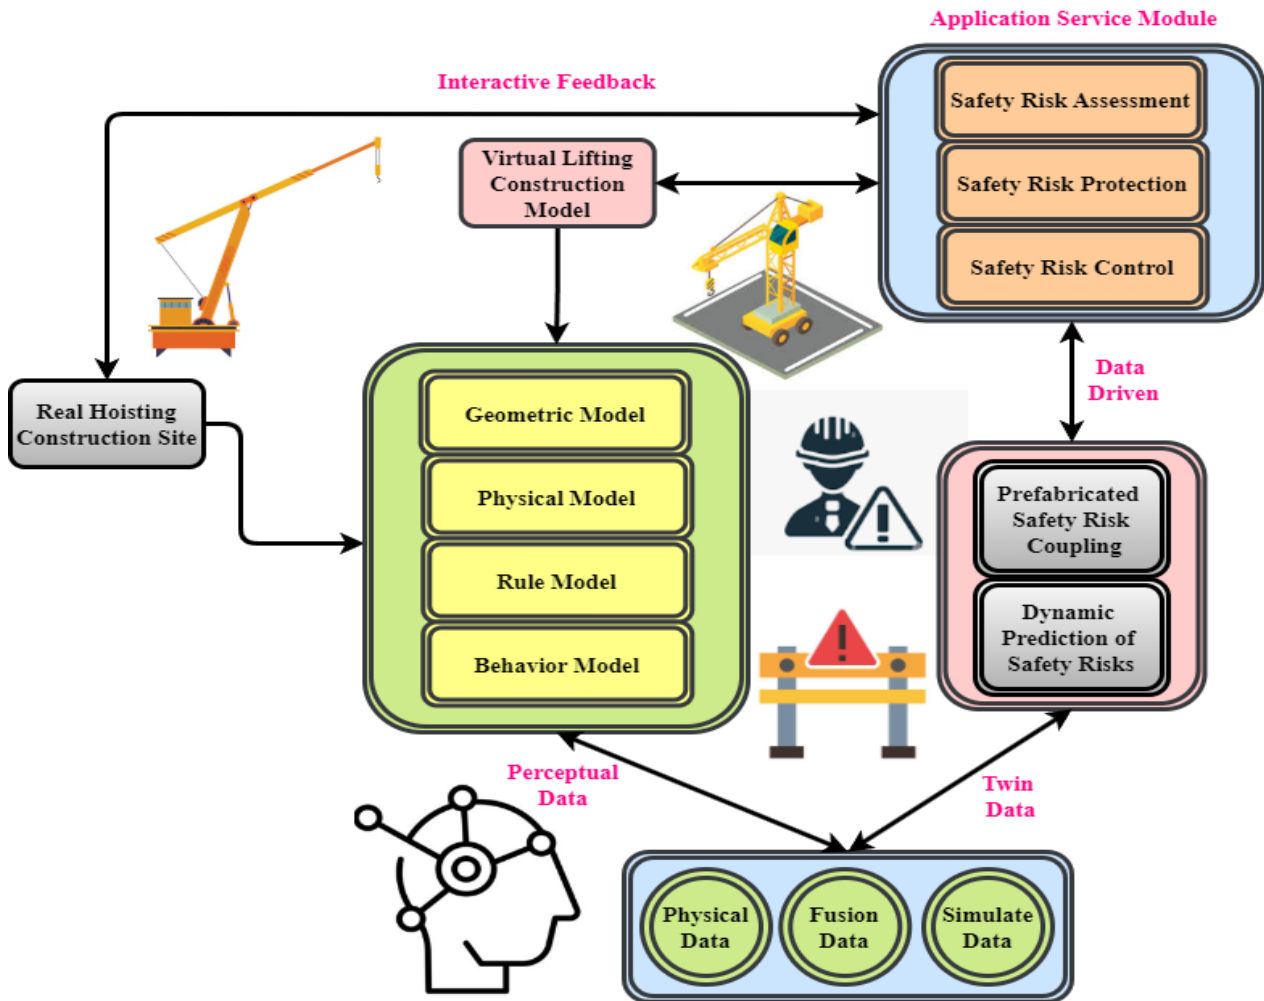 Application Service Module
Interactive Feedback
Safety Risk Assessment
Safety Risk Protection
Safety Risk Control
Virtual Lifting
Construction
Model
Real Hoisting
Construction Site
Geometric Model
Physical Model
Rule Model
Behavior Model
Data
Driven
Prefabricated
Safety Risk
Coupling
Dynamic
Prediction of
Safety Risks
Perceptual
Data
Twin
Data
Physical
Data
Fusion
Data
Simulate
Data